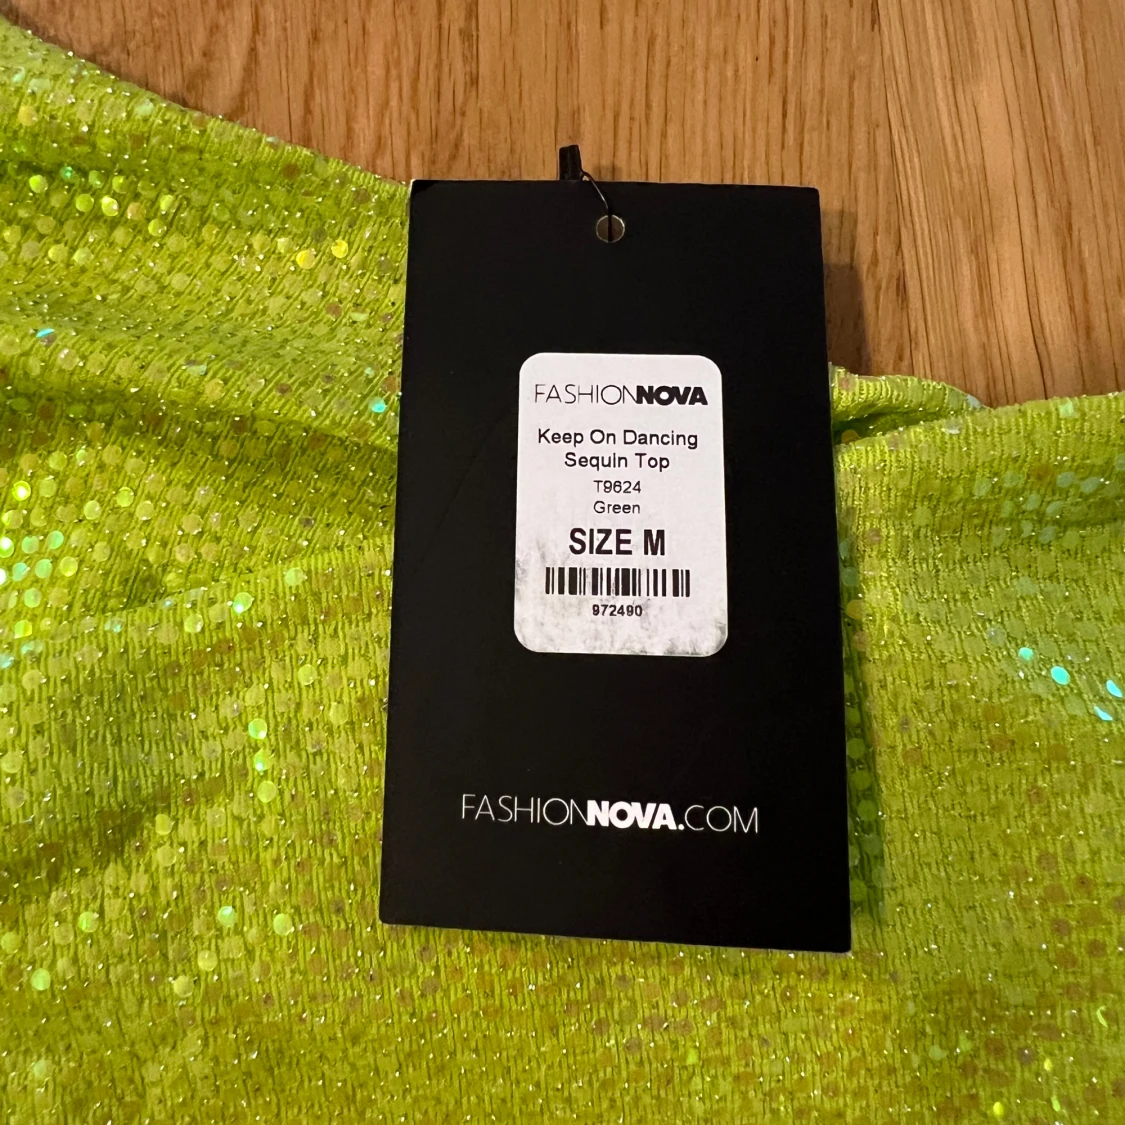 FASHIONNOVA
Keep On Dancing
Sequin Top
T9624
Green
SIZE M
972490
FASHIONNOVA.COM